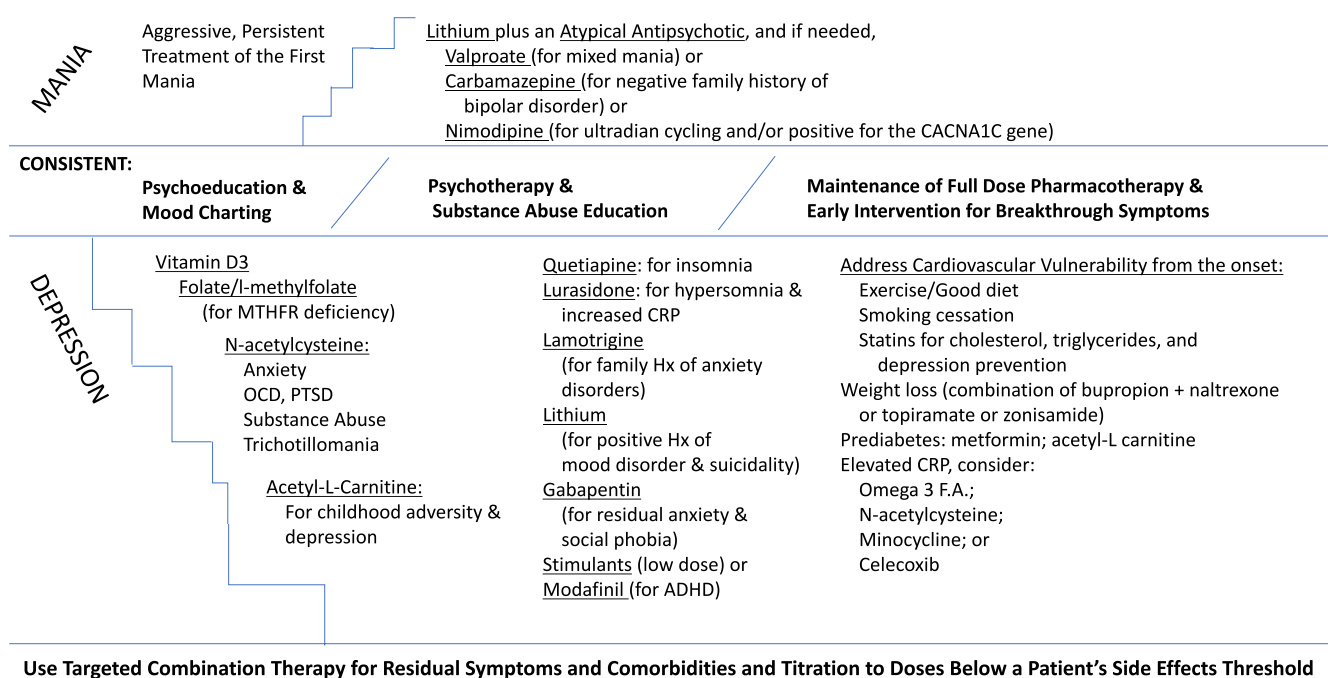 MANIA
Aggressive, Persistent
Treatment of the First
Mania
Lithium plus an Atypical Antipsychotic, and if needed,
Valproate (for mixed mania) or
Carbamazepine (for negative family history of
bipolar disorder) or
Nimodipine (for ultradian cycling and/or positive for the CACNA1C gene)
CONSISTENT:
Psychoeducation &
Mood Charting
Psychotherapy &
Substance Abuse Education
Maintenance of Full Dose Pharmacotherapy &
Early Intervention for Breakthrough Symptoms
DEPRESSION
Vitamin D3
Folate/l-methylfolate
(for MTHFR deficiency)
N-acetylcysteine:
Anxiety
OCD, PTSD
Substance Abuse
Trichotillomania
Acetyl-L-Carnitine:
For childhood adversity &
depression
Quetiapine: for insomnia
Lurasidone: for hypersomnia &
increased CRP
Lamotrigine
(for family Hx of anxiety
disorders)
Lithium
(for positive Hx of
mood disorder & suicidality)
Gabapentin
(for residual anxiety &
social phobia)
Stimulants (low dose) or
Modafinil (for ADHD)
Address Cardiovascular Vulnerability from the onset:
Exercise/Good diet
Smoking cessation
Statins for cholesterol, triglycerides, and
depression prevention
Weight loss (combination of bupropion + naltrexone
or topiramate or zonisamide)
Prediabetes: metformin; acetyl-L carnitine
Elevated CRP, consider:
Omega 3 F.A.;
N-acetylcysteine;
Minocycline; or
Celecoxib
Use Targeted Combination Therapy for Residual Symptoms and Comorbidities and Titration to Doses Below a Patient's Side Effects Threshold